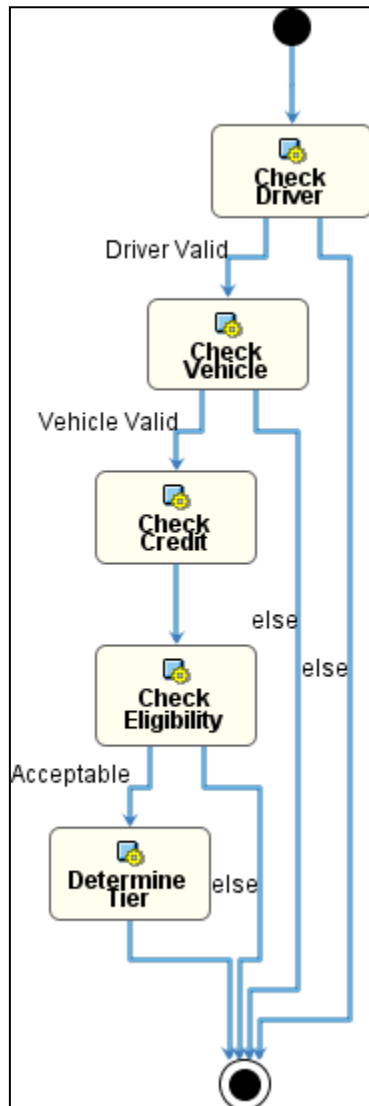 Check
Driver
Driver Valid
Check
Vehicle
Vehicle Valid
Check
Credit
else
else
Check
Eligibility
Acceptable
Determine
Tier
else